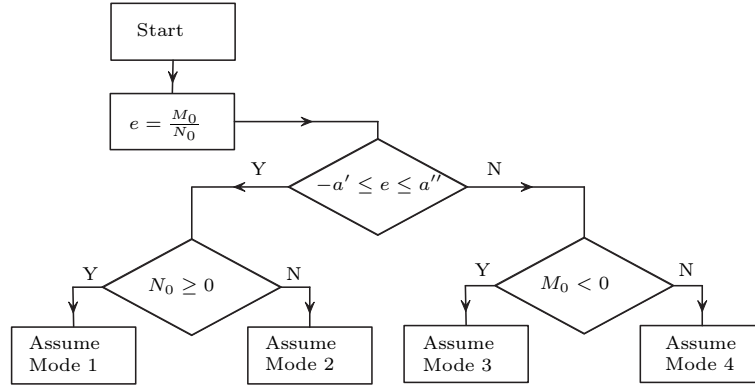 Start
e = M₀/N₀
−a′ ≤ e ≤ a′′
Y
N
N₀ ≥ 0
Y
N
M₀ < 0
Y
N
Assume
Mode 1
Assume
Mode 2
Assume
Mode 3
Assume
Mode 4